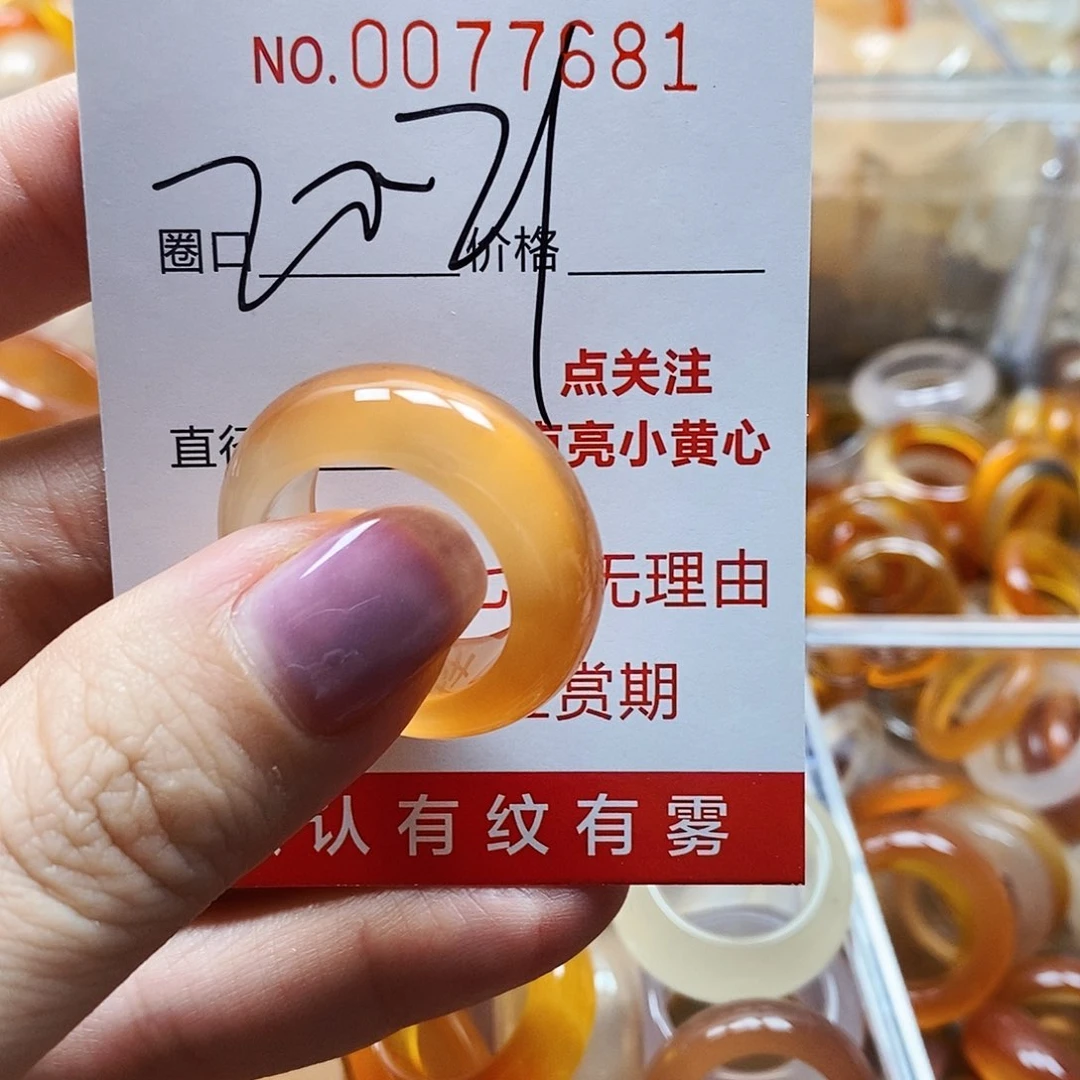 NO.0077681
圈口 价格
点关注
直径
亮小黄心
无理由
赏期
认有纹有雾